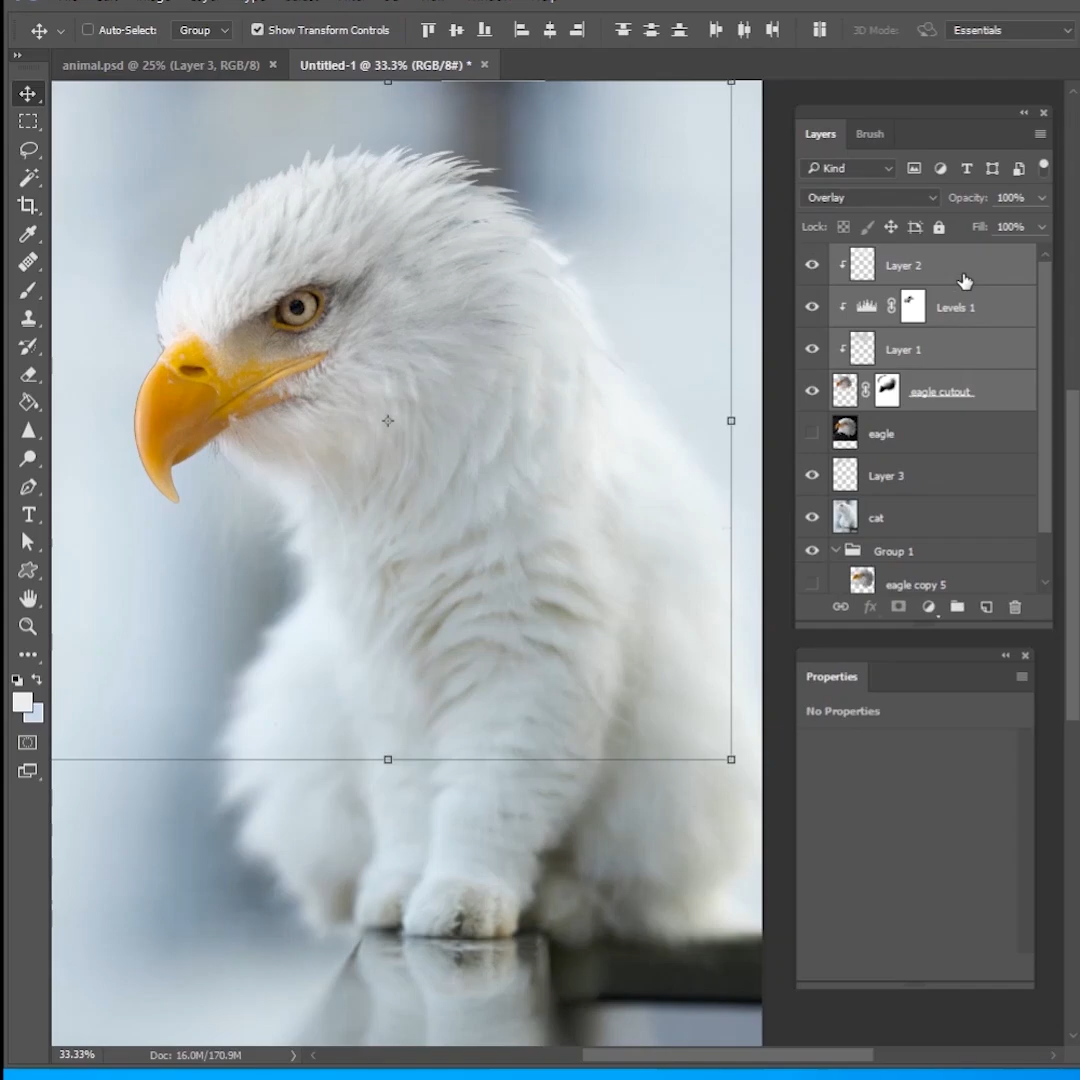 Auto-Select: Group Show Transform Controls 3D Mode: Essentials
animal.psd @ 25% (Layer 3, RGB/8) × Untitled-1 @ 33.3% (RGB/8#) * ×
Layers Brush
Kind T
Overlay Opacity: 100%
Lock: Fill: 100%
Layer 2
Levels 1
Layer 1
eagle cutout
eagle
Layer 3
cat
Group 1
eagle copy 5
fx
Properties
No Properties
T
33.33% Doc: 16.0M/170.9M